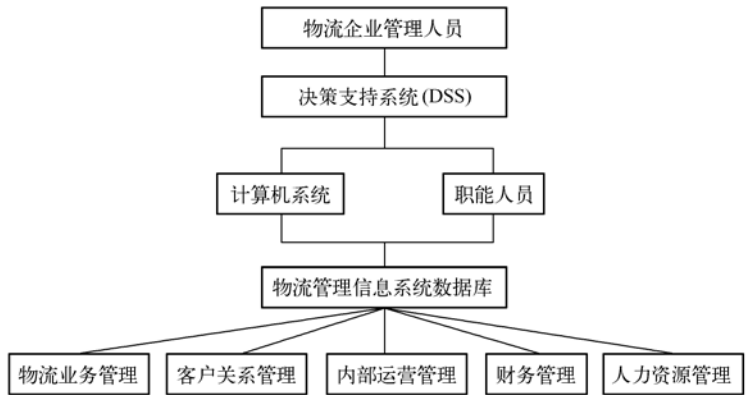 物流企业管理人员
决策支持系统(DSS)
计算机系统
职能人员
物流管理信息系统数据库
物流业务管理
客户关系管理
内部运营管理
财务管理
人力资源管理